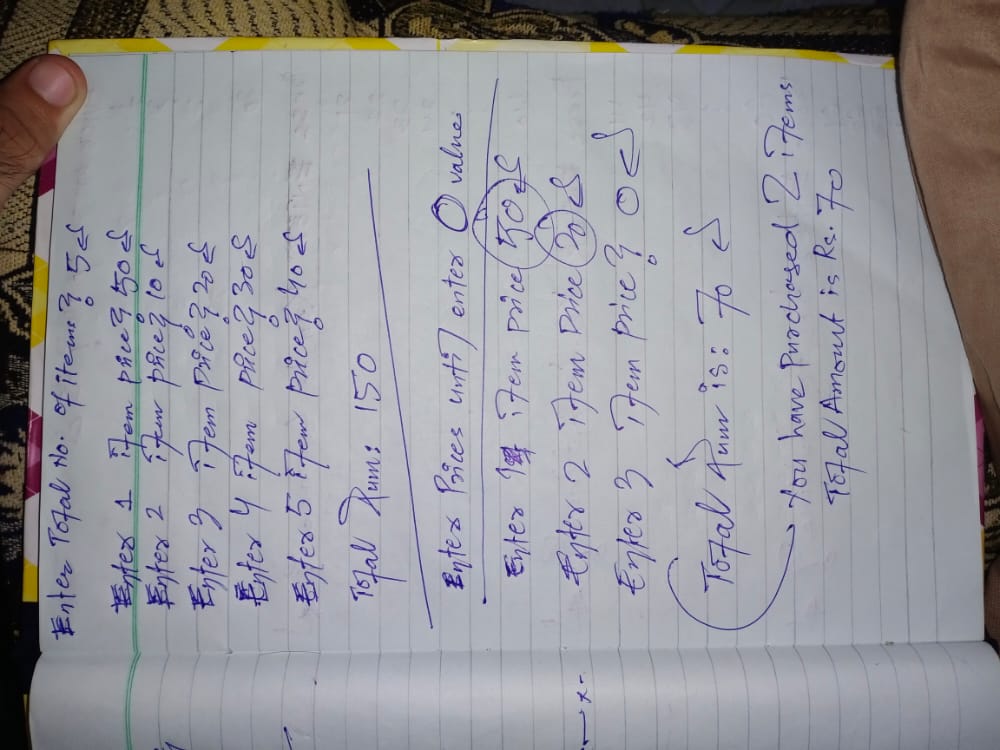 Enter Total No. of items? 5
Enter 1 item price? 50
Enter 2 item price? 10
Enter 3 item price? 20
Enter 4 item price? 30
Enter 5 item price? 40
Total Sum: 150
Enter Prices until enter 0 value
Enter 1 item price 50
Enter 2 item price 20
Enter 3 item price? 0
Total Sum is: 70
You have purchased 2 items
Total Amount is Rs. 70